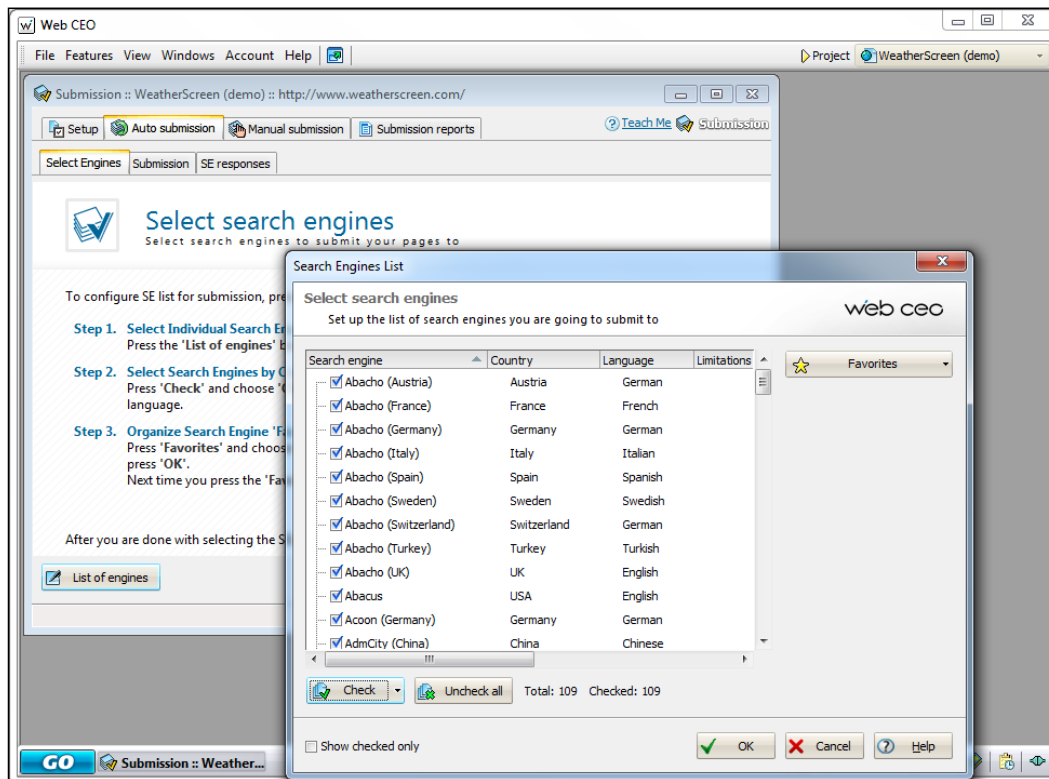 Web CEO
File Features View Windows Account Help
Project WeatherScreen (demo)
Submission :: WeatherScreen (demo) :: http://www.weatherscreen.com/
Setup Auto submission Manual submission Submission reports
Teach Me Submission
Select Engines Submission SE responses
Select search engines
Select search engines to submit your pages to
To configure SE list for submission, pre
Step 1. Select Individual Search En
Press the 'List of engines' b
Step 2. Select Search Engines by C
Press 'Check' and choose 'C
language.
Step 3. Organize Search Engine 'Fa
Press 'Favorites' and choos
press 'OK'.
Next time you press the 'Fav
After you are done with selecting the S
List of engines
Search Engines List
Select search engines
Set up the list of search engines you are going to submit to
web ceo
Search engine Country Language Limitations
Abacho (Austria) Austria German
Abacho (France) France French
Abacho (Germany) Germany German
Abacho (Italy) Italy Italian
Abacho (Spain) Spain Spanish
Abacho (Sweden) Sweden Swedish
Abacho (Switzerland) Switzerland German
Abacho (Turkey) Turkey Turkish
Abacho (UK) UK English
Abacus USA English
Acoon (Germany) Germany German
AdmCity (China) China Chinese
Favorites
Check Uncheck all Total: 109 Checked: 109
Show checked only
OK Cancel Help
GO Submission :: Weather...